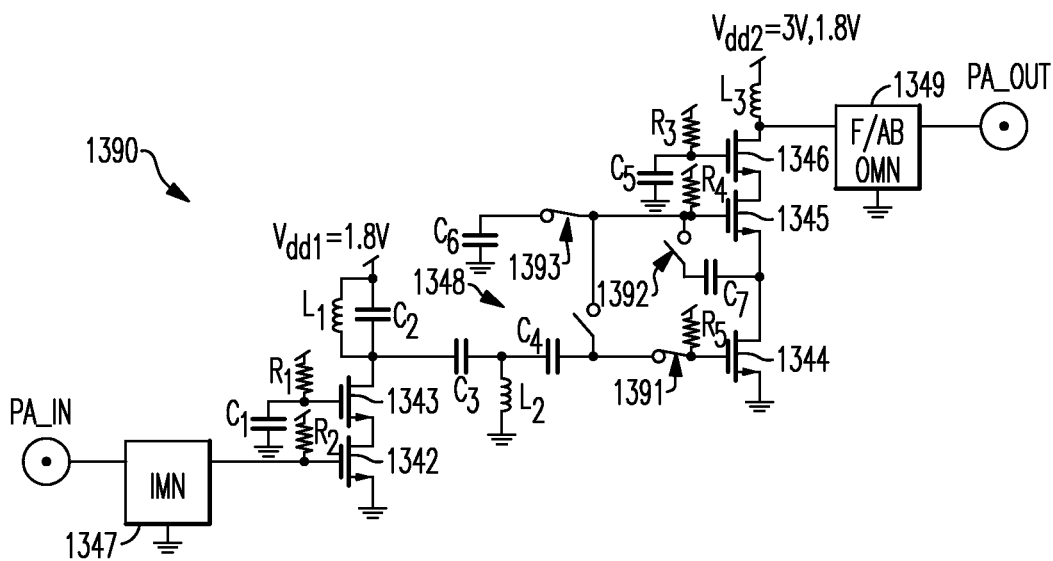 V_dd2=3V,1.8V
L_3
1349
PA_OUT
F/AB
OMN
R_3
1346
C_5
R_4
1345
1390
C_6
1393
V_dd1=1.8V
1348
1392
C_7
L_1
C_2
C_4
R_5
1344
C_3
L_2
1391
R_1
1343
PA_IN
C_1
R_2
1342
IMN
1347